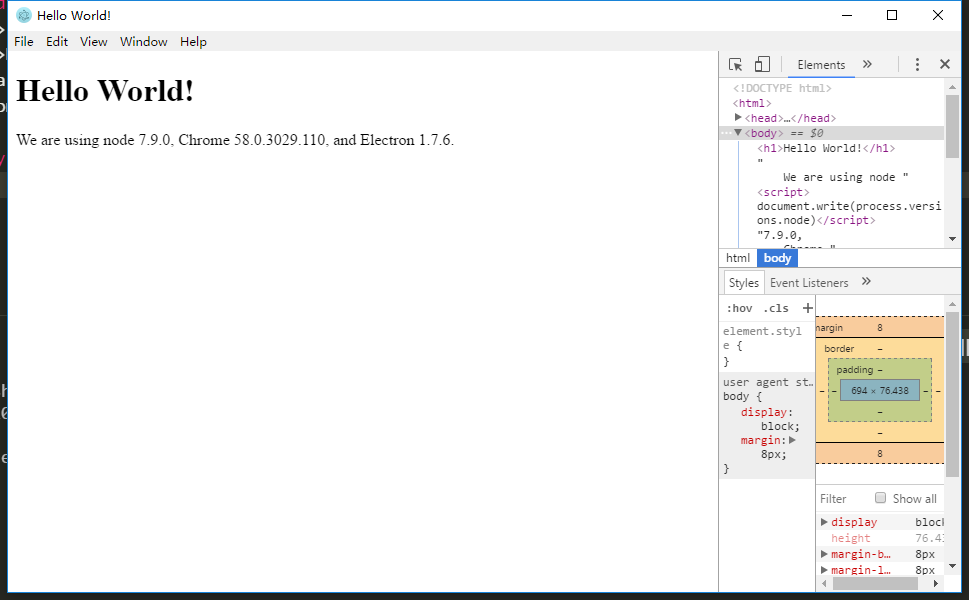 Hello World!
File Edit View Window Help
Hello World!
We are using node 7.9.0, Chrome 58.0.3029.110, and Electron 1.7.6.
Elements »
<!DOCTYPE html>
<html>
▶<head>…</head>
… ▼<body> == $0
<h1>Hello World!</h1>
"
We are using node "
<script>
document.write(process.versi
ons.node)</script>
"7.9.0,
Chrome "
html body
Styles Event Listeners »
:hov .cls +
element.styl
e {
}
user agent st…
body {
display:
block;
margin:▶
8px;
}
margin 8
border –
padding –
– – 694 × 76.438 – –
–
–
8
Filter Show all
▶ display block
height 76.43
▶ margin-b… 8px
▶ margin-l… 8px